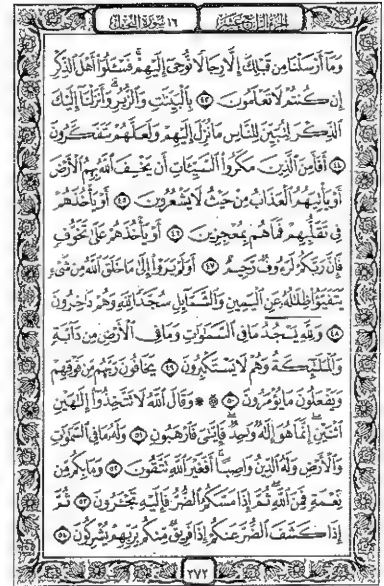 الجزء الرابع عشر ١٦ سورة النحل
وَمَآ أَرْسَلْنَا مِن قَبْلِكَ إِلَّا رِجَالًا نُّوحِىٓ إِلَيْهِمْ ۚ فَسْـَٔلُوٓا۟ أَهْلَ ٱلذِّكْرِ
إِن كُنتُمْ لَا تَعْلَمُونَ ٤٣ بِٱلْبَيِّنَـٰتِ وَٱلزُّبُرِ ۗ وَأَنزَلْنَآ إِلَيْكَ
ٱلذِّكْرَ لِتُبَيِّنَ لِلنَّاسِ مَا نُزِّلَ إِلَيْهِمْ وَلَعَلَّهُمْ يَتَفَكَّرُونَ
٤٤ أَفَأَمِنَ ٱلَّذِينَ مَكَرُوا۟ ٱلسَّيِّـَٔاتِ أَن يَخْسِفَ ٱللَّهُ بِهِمُ ٱلْأَرْضَ
أَوْ يَأْتِيَهُمُ ٱلْعَذَابُ مِنْ حَيْثُ لَا يَشْعُرُونَ ٤٥ أَوْ يَأْخُذَهُمْ
فِى تَقَلُّبِهِمْ فَمَا هُم بِمُعْجِزِينَ ٤٦ أَوْ يَأْخُذَهُمْ عَلَىٰ تَخَوُّفٍ
فَإِنَّ رَبَّكُمْ لَرَءُوفٌ رَّحِيمٌ ٤٧ أَوَلَمْ يَرَوْا۟ إِلَىٰ مَا خَلَقَ ٱللَّهُ مِن شَىْءٍ
يَتَفَيَّؤُا۟ ظِلَـٰلُهُۥ عَنِ ٱلْيَمِينِ وَٱلشَّمَآئِلِ سُجَّدًا لِّلَّهِ وَهُمْ دَٰخِرُونَ
٤٨ وَلِلَّهِ يَسْجُدُ مَا فِى ٱلسَّمَـٰوَٰتِ وَمَا فِى ٱلْأَرْضِ مِن دَآبَّةٍ
وَٱلْمَلَـٰٓئِكَةُ وَهُمْ لَا يَسْتَكْبِرُونَ ٤٩ يَخَافُونَ رَبَّهُم مِّن فَوْقِهِمْ
وَيَفْعَلُونَ مَا يُؤْمَرُونَ ۩ ٥٠ ۞ وَقَالَ ٱللَّهُ لَا تَتَّخِذُوٓا۟ إِلَـٰهَيْنِ
ٱثْنَيْنِ ۖ إِنَّمَا هُوَ إِلَـٰهٌ وَٰحِدٌ ۖ فَإِيَّـٰىَ فَٱرْهَبُونِ ٥١ وَلَهُۥ مَا فِى ٱلسَّمَـٰوَٰتِ
وَٱلْأَرْضِ وَلَهُ ٱلدِّينُ وَاصِبًا ۚ أَفَغَيْرَ ٱللَّهِ تَتَّقُونَ ٥٢ وَمَا بِكُم مِّن
نِّعْمَةٍ فَمِنَ ٱللَّهِ ۖ ثُمَّ إِذَا مَسَّكُمُ ٱلضُّرُّ فَإِلَيْهِ تَجْـَٔرُونَ ٥٣ ثُمَّ
إِذَا كَشَفَ ٱلضُّرَّ عَنكُمْ إِذَا فَرِيقٌ مِّنكُم بِرَبِّهِمْ يُشْرِكُونَ ٥٤
٢٧٢